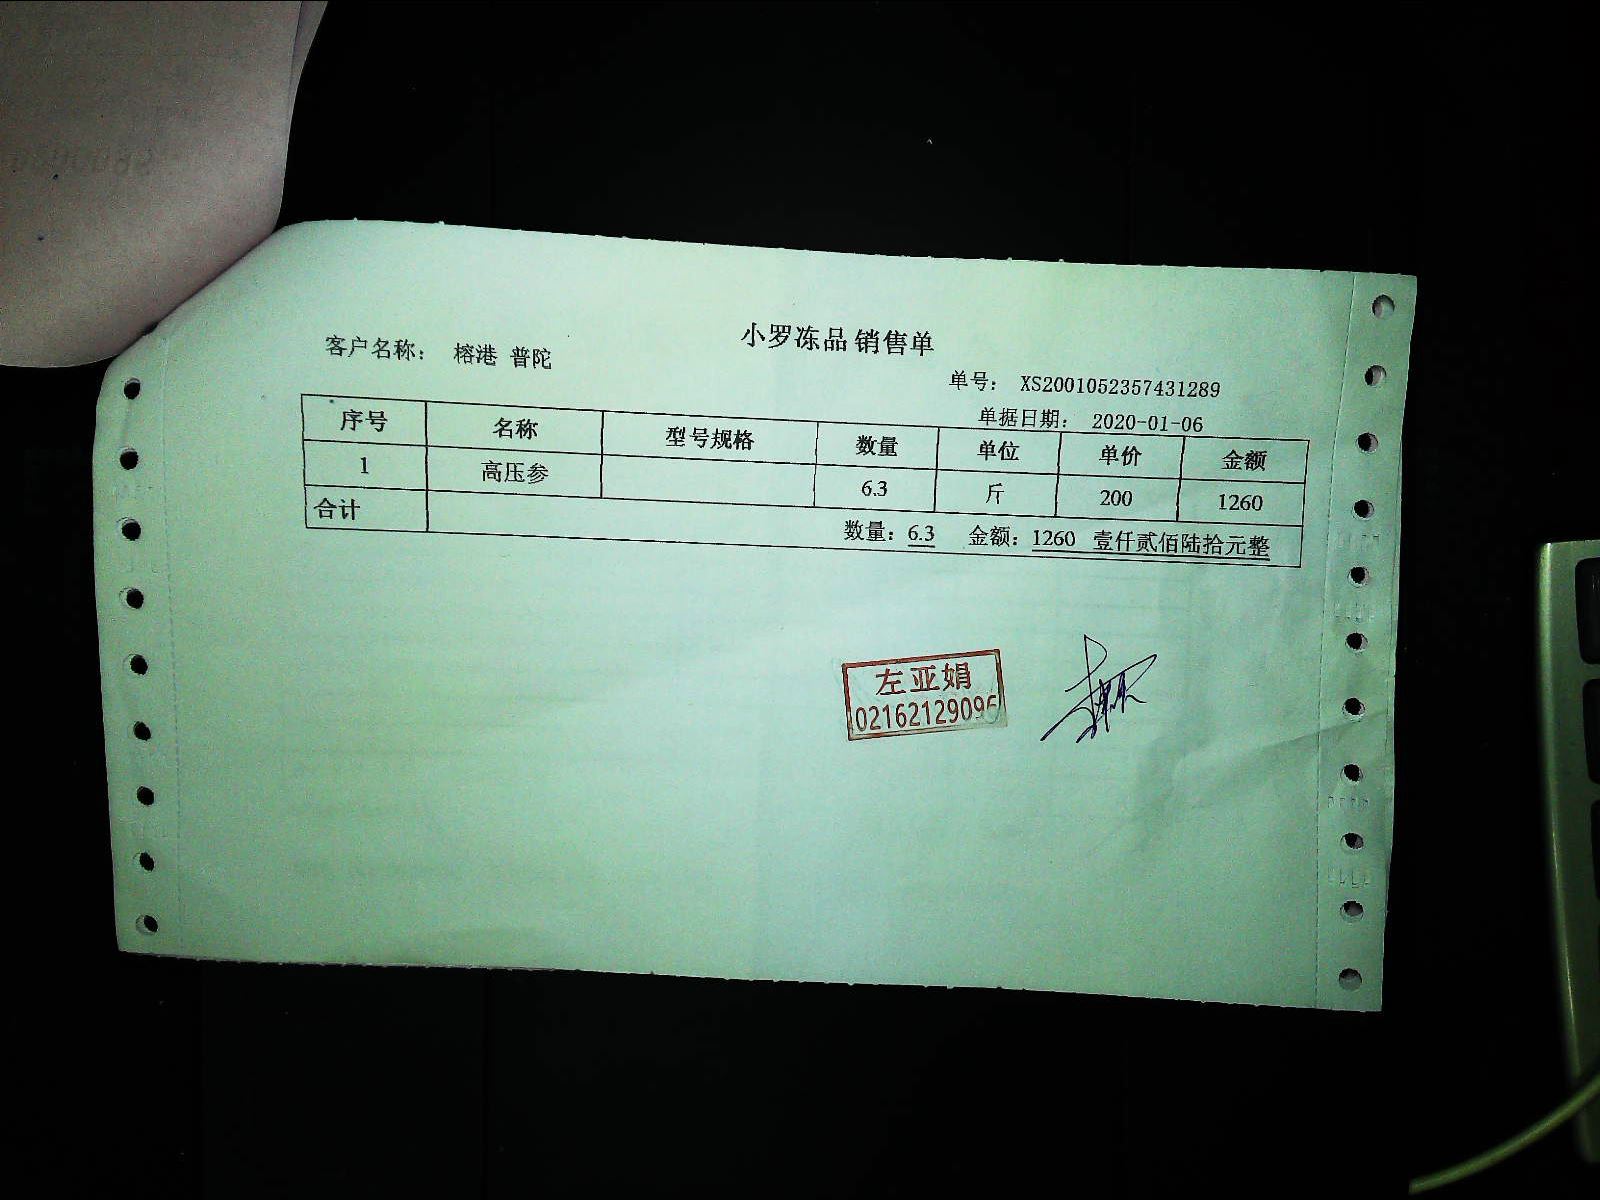 小罗冻品 销售单
客户名称： 榕港 普陀
单号： XS2001052357431289
单据日期： 2020-01-06
序号 名称 型号规格 数量 单位 单价 金额
1 高压参 6.3 斤 200 1260
合计 数量：6.3 金额：1260 壹仟贰佰陆拾元整
左亚娟
02162129096